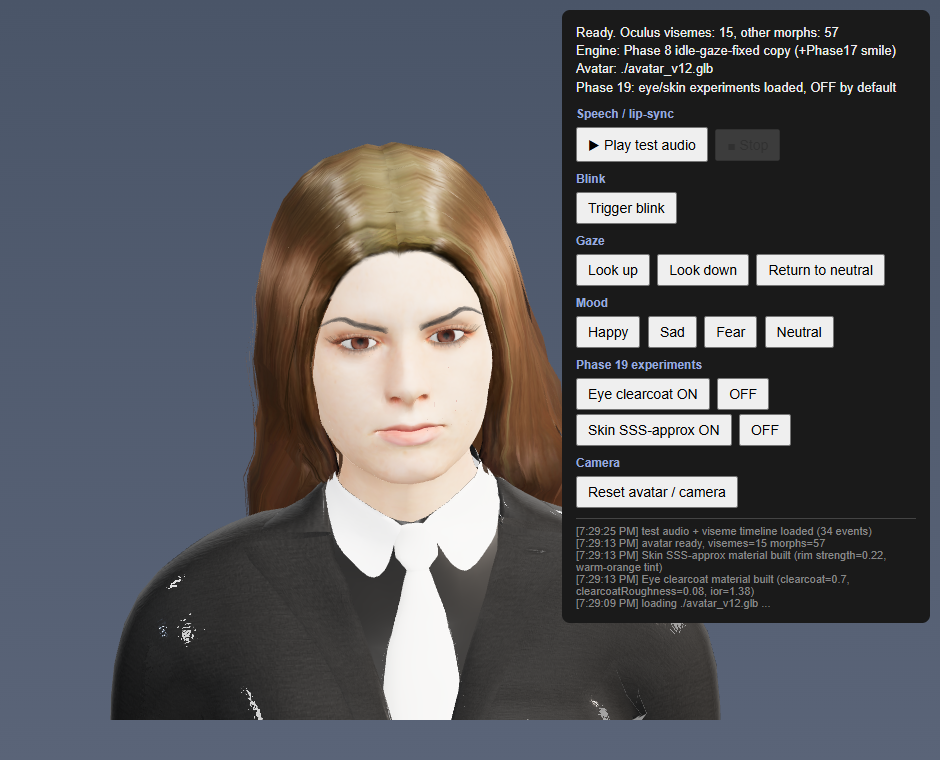 Ready. Oculus visemes: 15, other morphs: 57
Engine: Phase 8 idle-gaze-fixed copy (+Phase17 smile)
Avatar: ./avatar_v12.glb
Phase 19: eye/skin experiments loaded, OFF by default
Speech / lip-sync
▶ Play test audio ■ Stop
Blink
Trigger blink
Gaze
Look up Look down Return to neutral
Mood
Happy Sad Fear Neutral
Phase 19 experiments
Eye clearcoat ON OFF
Skin SSS-approx ON OFF
Camera
Reset avatar / camera
[7:29:25 PM] test audio + viseme timeline loaded (34 events)
[7:29:13 PM] avatar ready, visemes=15 morphs=57
[7:29:13 PM] Skin SSS-approx material built (rim strength=0.22,
warm-orange tint)
[7:29:13 PM] Eye clearcoat material built (clearcoat=0.7,
clearcoatRoughness=0.08, ior=1.38)
[7:29:09 PM] loading ./avatar_v12.glb ...